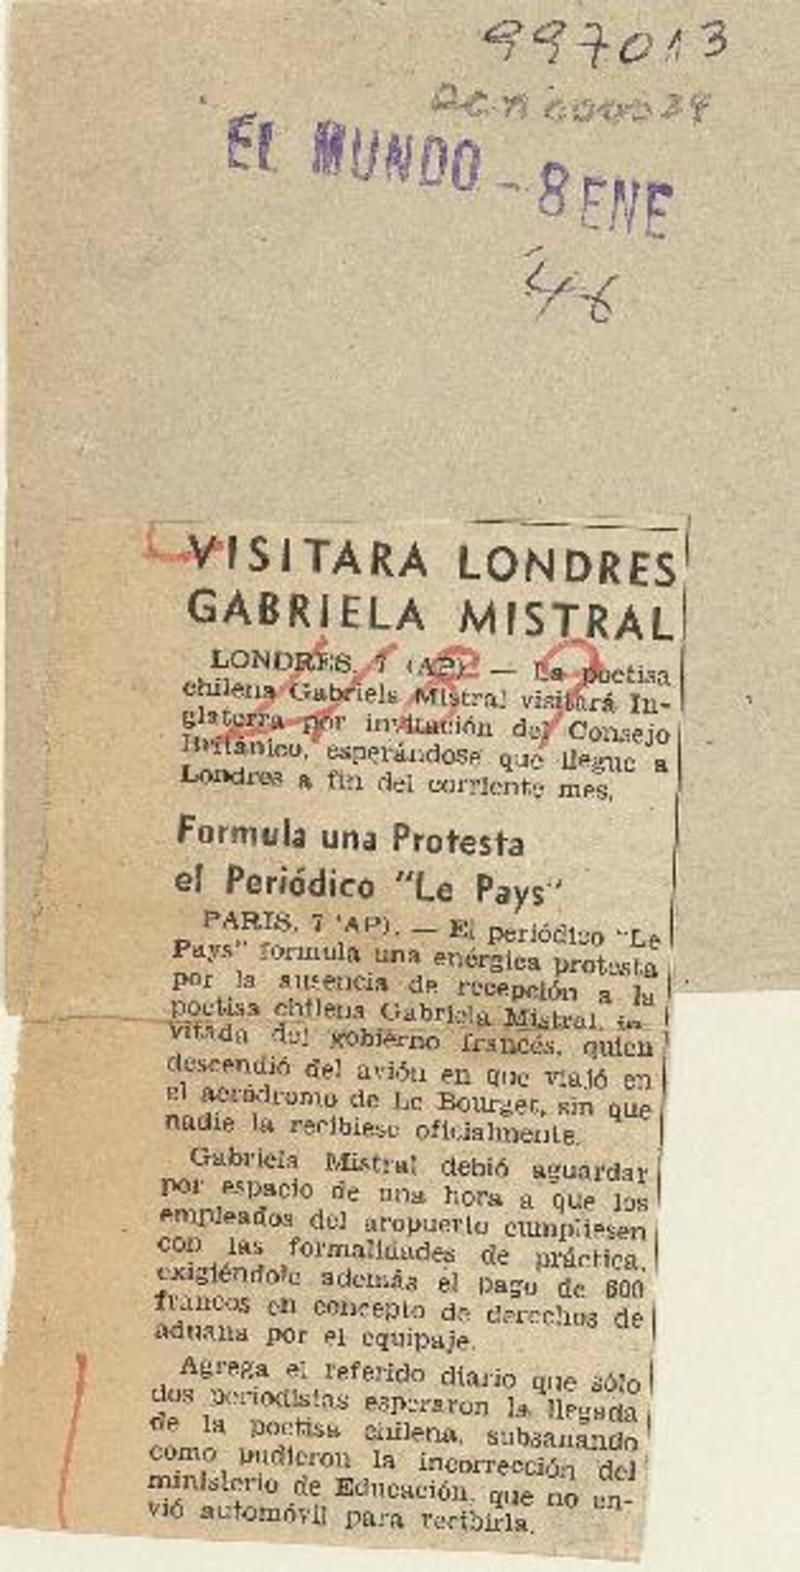 997013
EL MUNDO - 8 ENE
'46
VISITARA LONDRES
GABRIELA MISTRAL
LONDRES, 7 (AP) — La poetisa
chilena Gabriela Mistral visitará In-
glaterra por invitación del Consejo
Británico, esperándose que llegue a
Londres a fin del corriente mes.
Formula una Protesta
el Periódico "Le Pays"
PARIS, 7 (AP). — El periódico "Le
Pays" formula una enérgica protesta
por la ausencia de recepción a la
poetisa chilena Gabriela Mistral, in-
vitada del gobierno francés, quien
descendió del avión en que viajó en
el aeródromo de Le Bourget, sin que
nadie la recibiese oficialmente.
Gabriela Mistral debió aguardar
por espacio de una hora a que los
empleados del aropuerto cumpliesen
con las formalidades de práctica,
exigiéndole además el pago de 600
francos en concepto de derechos de
aduana por el equipaje.
Agrega el referido diario que sólo
dos periodistas esperaron la llegada
de la poetisa chilena, subsanando
como pudieron la incorrección del
ministerio de Educación, que no en-
vió automóvil para recibirla.